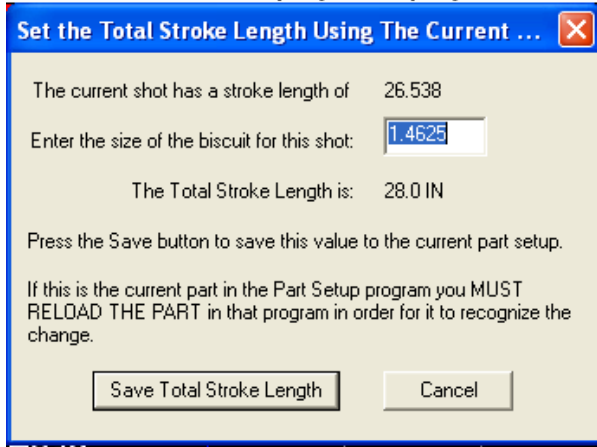 Set the Total Stroke Length Using The Current ...
The current shot has a stroke length of 26.538
Enter the size of the biscuit for this shot: 1.4625
The Total Stroke Length is: 28.0 IN
Press the Save button to save this value to the current part setup.
If this is the current part in the Part Setup program you MUST
RELOAD THE PART in that program in order for it to recognize the
change.
Save Total Stroke Length Cancel